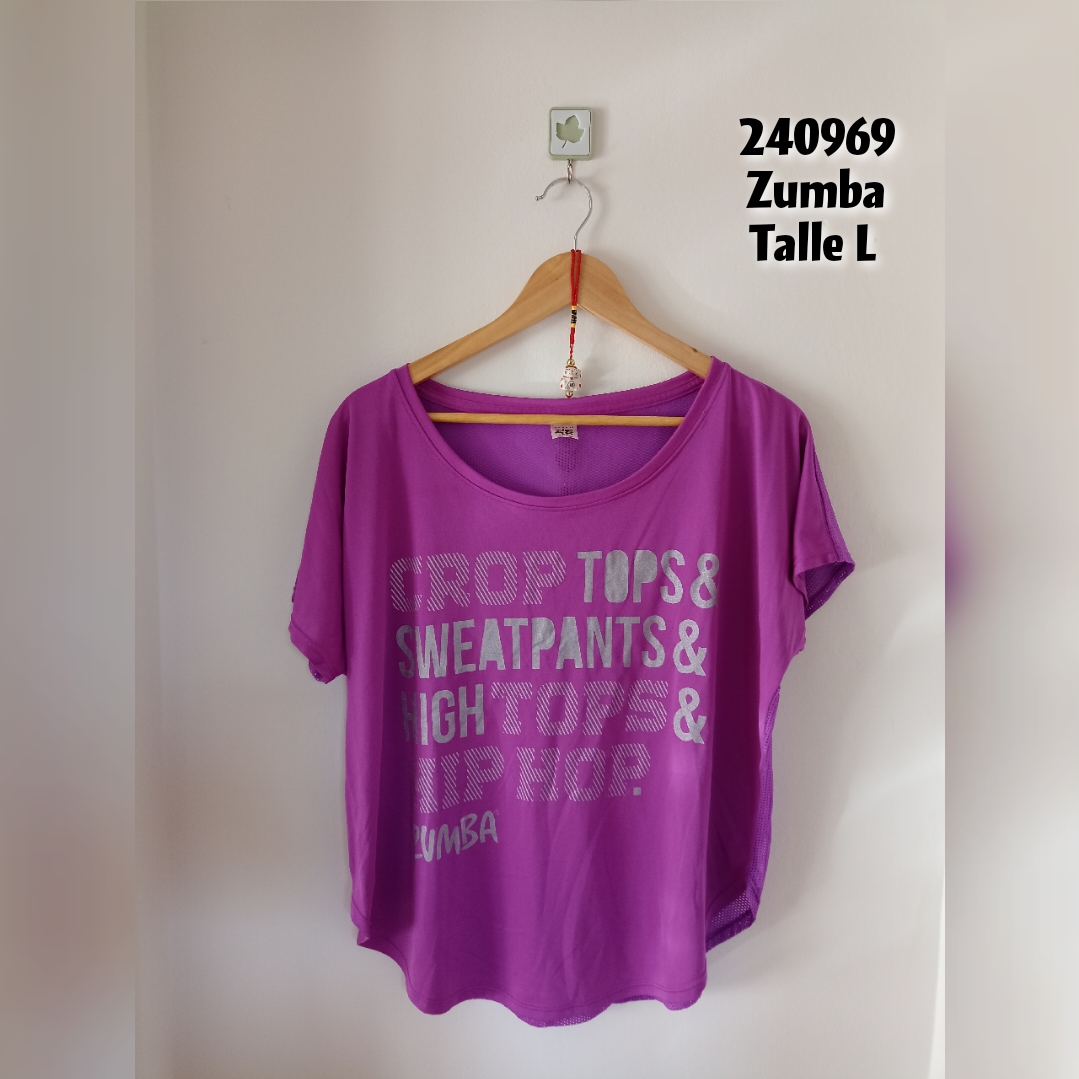 240969
Zumba
Talle L
CROP TOPS &
SWEATPANTS &
HIGH TOPS &
HIP HOP.
ZUMBA